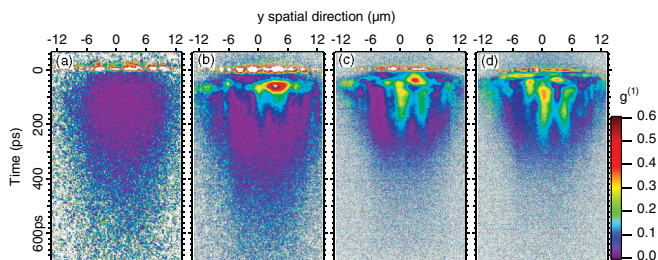 y spatial direction (µm)
-12 -6 0 6 12 -12 -6 0 6 12 -12 -6 0 6 12 -12 -6 0 6 12
(a) (b) (c) (d)
Time (ps)
0
200
400
600ps
g(1)
0.6
0.5
0.4
0.3
0.2
0.1
0.0